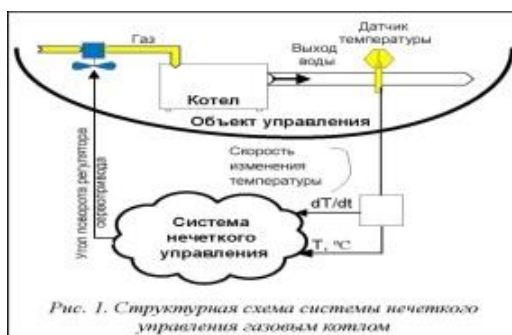 Датчик
температуры
Газ
Выход
воды
Котел
Объект управления
Скорость
изменения
температуры
Угол поворота регулятора
сервопривода
dT/dt
Система
нечеткого
управления
T, ºC
Рис. 1. Структурная схема системы нечеткого
управления газовым котлом